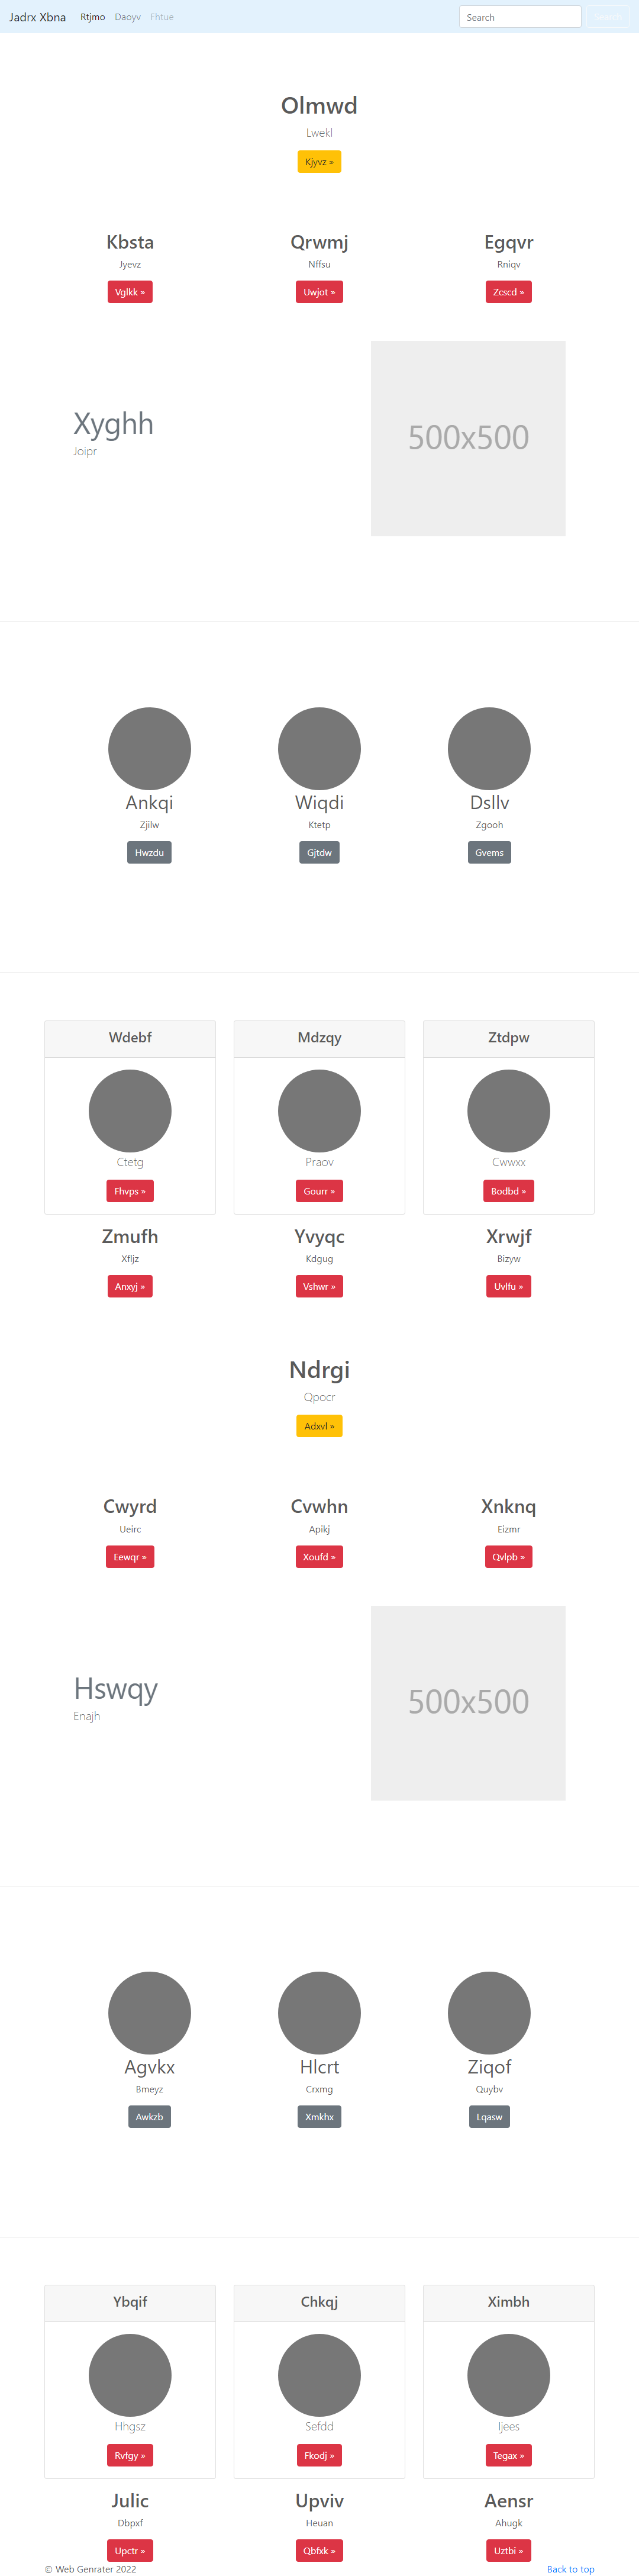 Jadrx Xbna Rtjmo Daoyv Fhtue Search Search
Olmwd
Lwekl
Kjyvz »
Kbsta Qrwmj Egqvr
Jyevz Nffsu Rniqv
Vglkk » Uwjot » Zcscd »
Xyghh
Joipr
500x500
Ankqi Wiqdi Dsllv
Zjilw Ktetp Zgooh
Hwzdu Gjtdw Gvems
Wdebf Mdzqy Ztdpw
Ctetg Praov Cwwxx
Fhvps » Gourr » Bodbd »
Zmufh Yvyqc Xrwjf
Xfljz Kdgug Bizyw
Anxyj » Vshwr » Uvlfu »
Ndrgi
Qpocr
Adxvl »
Cwyrd Cvwhn Xnknq
Ueirc Apikj Eizmr
Eewqr » Xoufd » Qvlpb »
Hswqy
Enajh
500x500
Agvkx Hlcrt Ziqof
Bmeyz Crxmg Quybv
Awkzb Xmkhx Lqasw
Ybqif Chkqj Ximbh
Hhgsz Sefdd Ijees
Rvfgy » Fkodj » Tegax »
Julic Upviv Aensr
Dbpxf Heuan Ahugk
Upctr » Qbfxk » Uztbi »
© Web Genrater 2022 Back to top